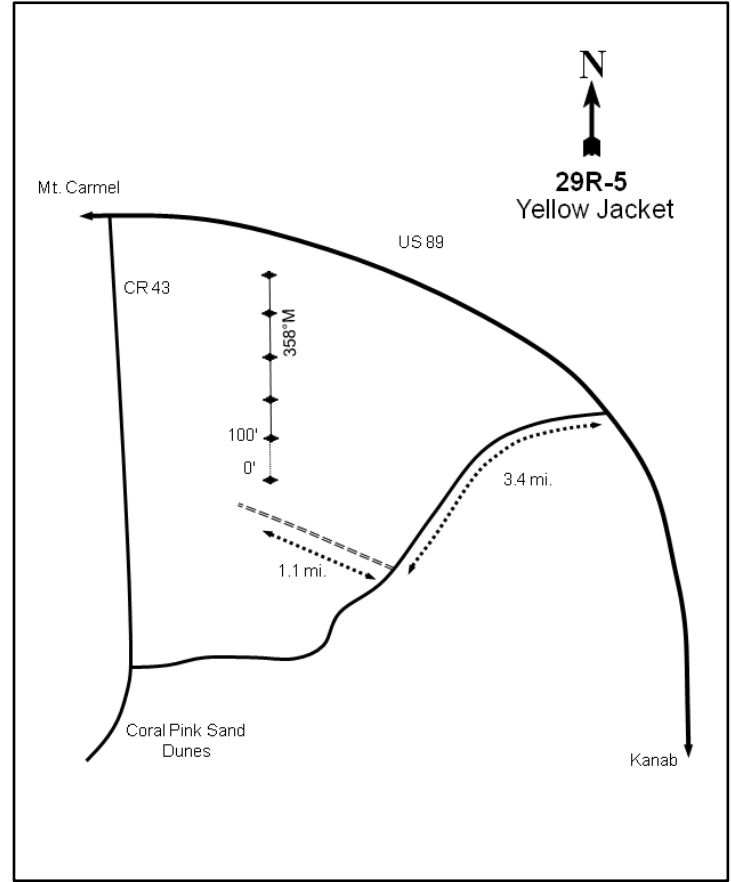 N
29R-5
Yellow Jacket
Mt. Carmel
US 89
CR 43
358°M
100'
0'
3.4 mi.
1.1 mi.
Coral Pink Sand
Dunes
Kanab